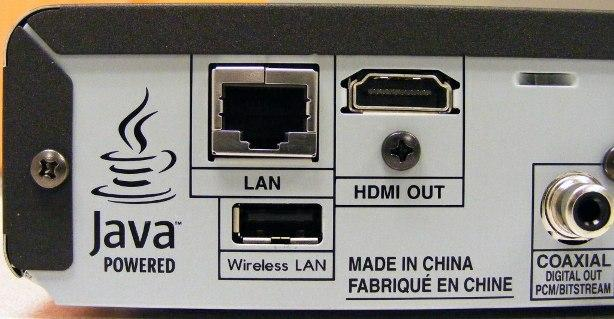 LAN
HDMI OUT
Java™
POWERED
Wireless LAN
MADE IN CHINA
FABRIQUÉ EN CHINE
COAXIAL
DIGITAL OUT
PCM/BITSTREAM